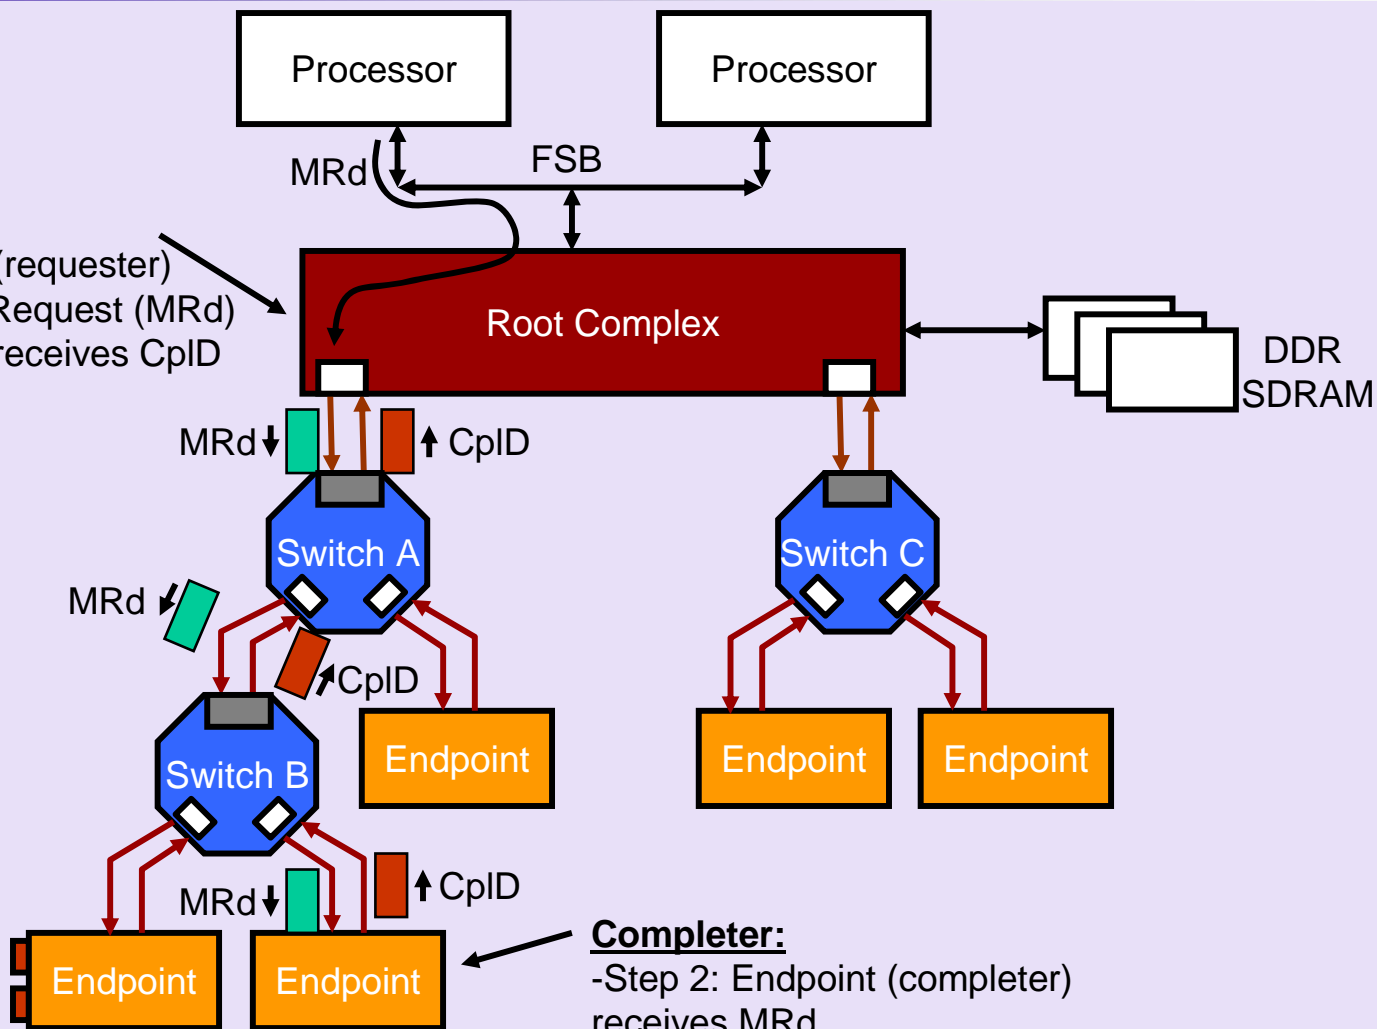 Processor
Processor
MRd
FSB
(requester)
Request (MRd)
receives CplD
Root Complex
DDR
SDRAM
MRd
CplD
Switch A
Switch C
MRd
CplD
Endpoint
Endpoint
Endpoint
Switch B
MRd
CplD
Endpoint
Endpoint
Completer:
-Step 2: Endpoint (completer)
receives MRd